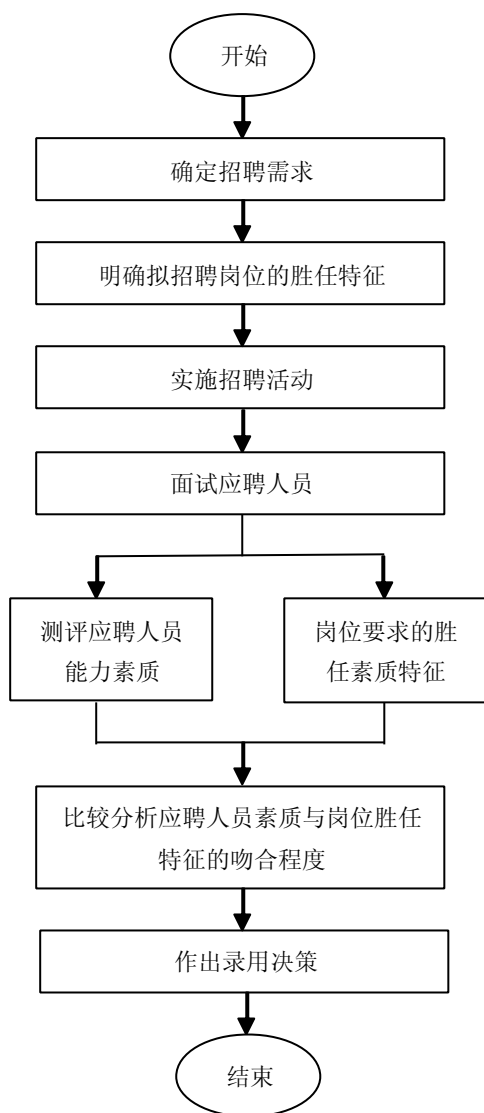 开始
确定招聘需求
明确拟招聘岗位的胜任特征
实施招聘活动
面试应聘人员
测评应聘人员
能力素质
岗位要求的胜
任素质特征
比较分析应聘人员素质与岗位胜任
特征的吻合程度
作出录用决策
结束